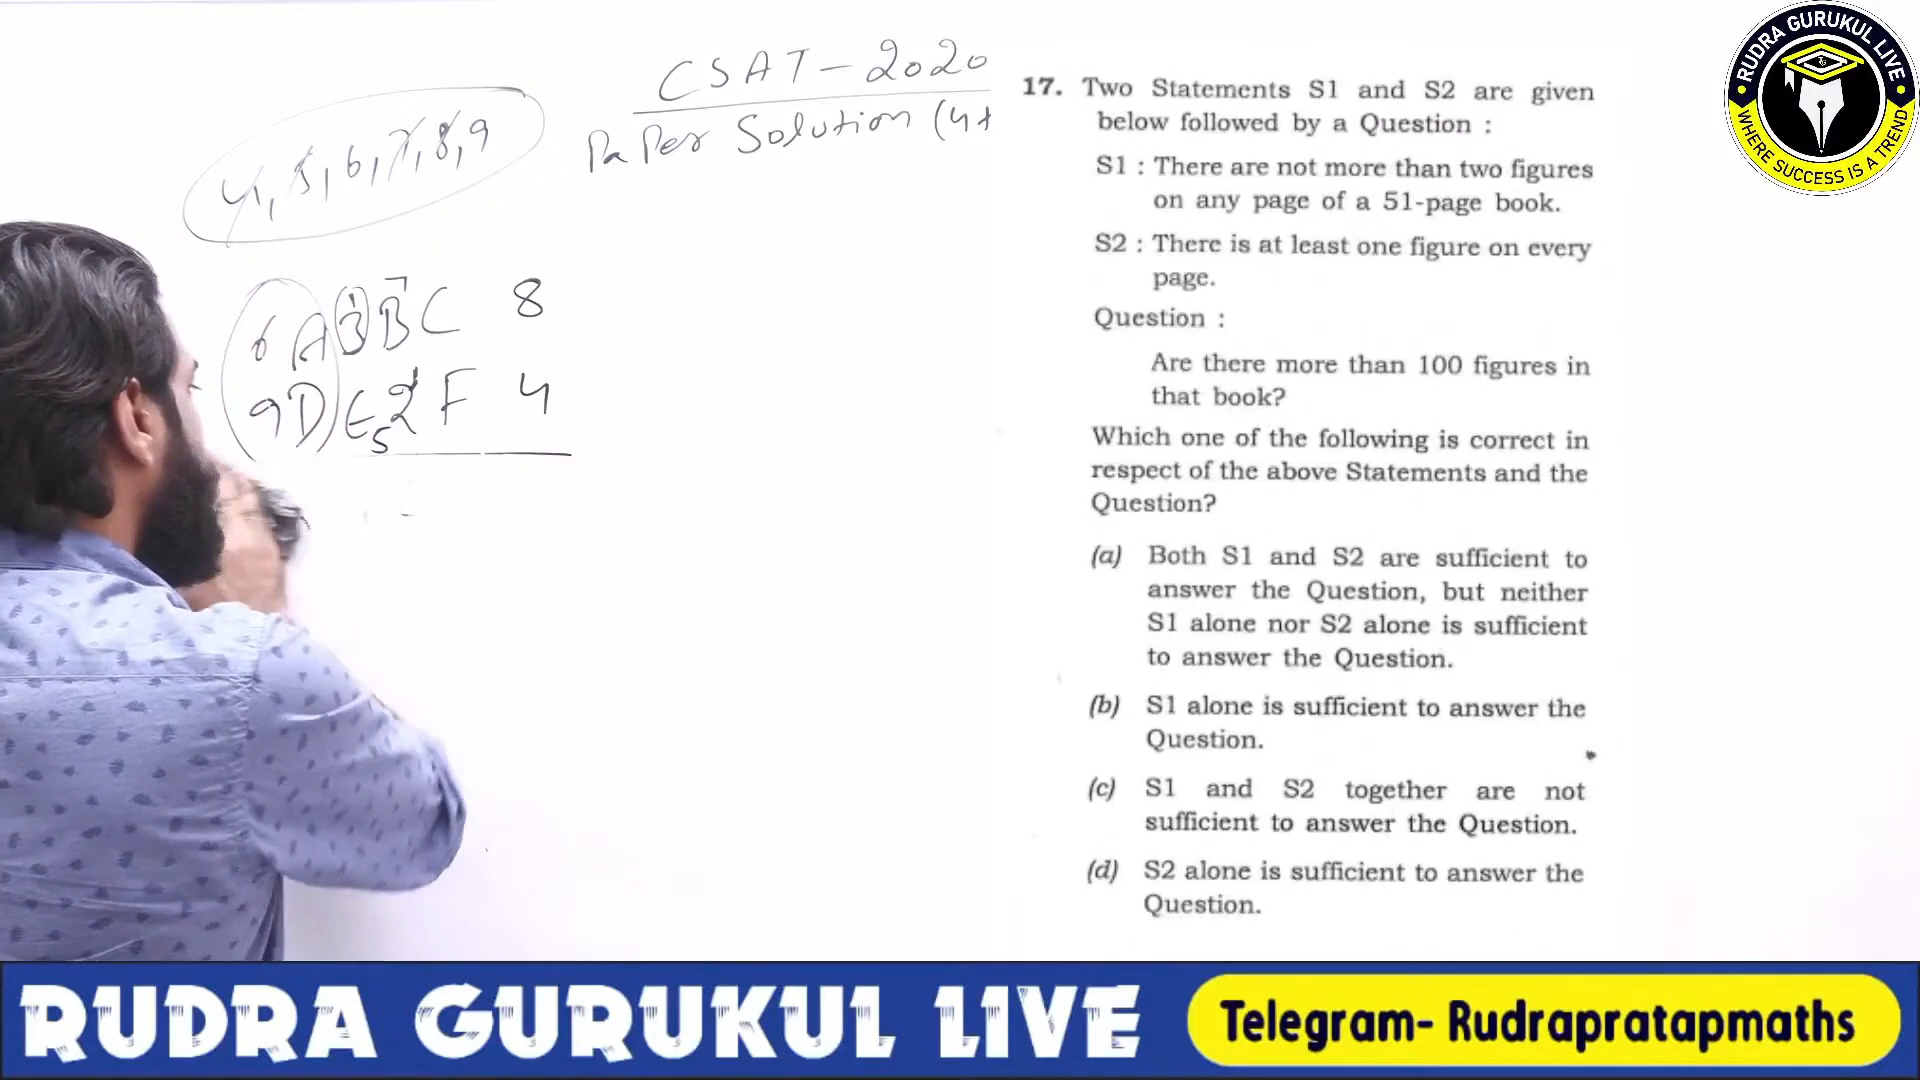 CSAT-2020
Paper Solution (4+
4, 5, 6, 7, 8, 9
6 A 3 B C 8
9 D E 2 F 4
5
17. Two Statements S1 and S2 are given
below followed by a Question :
S1 : There are not more than two figures
on any page of a 51-page book.
S2 : There is at least one figure on every
page.
Question :
Are there more than 100 figures in
that book?
Which one of the following is correct in
respect of the above Statements and the
Question?
(a) Both S1 and S2 are sufficient to
answer the Question, but neither
S1 alone nor S2 alone is sufficient
to answer the Question.
(b) S1 alone is sufficient to answer the
Question.
(c) S1 and S2 together are not
sufficient to answer the Question.
(d) S2 alone is sufficient to answer the
Question.
RUDRA GURUKUL LIVE
WHERE SUCCESS IS A TREND
RUDRA GURUKUL LIVE
Telegram- Rudrapratapmaths